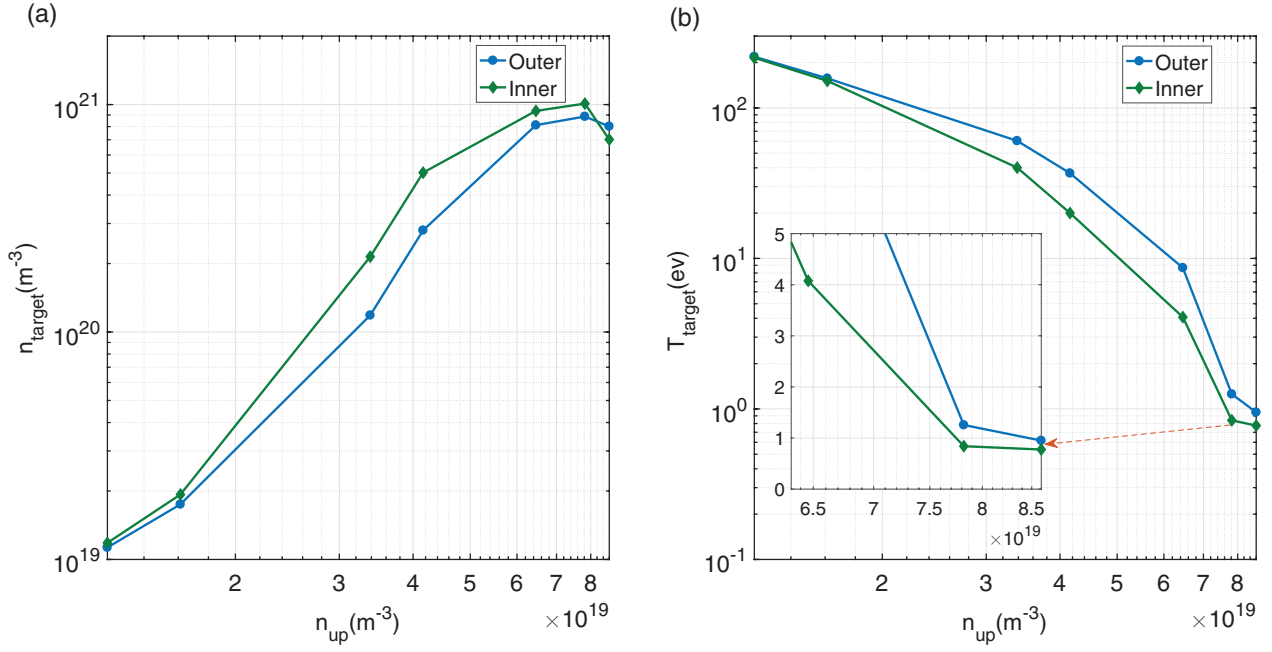 (a)
Outer
Inner
10^21
10^20
10^19
n_target(m^-3)
2 3 4 5 6 7 8
×10^19
n_up(m^-3)
(b)
Outer
Inner
10^2
10^1
10^0
10^-1
T_target(ev)
5
4
3
2
1
0
6.5 7 7.5 8 8.5
×10^19
2 3 4 5 6 7 8
×10^19
n_up(m^-3)